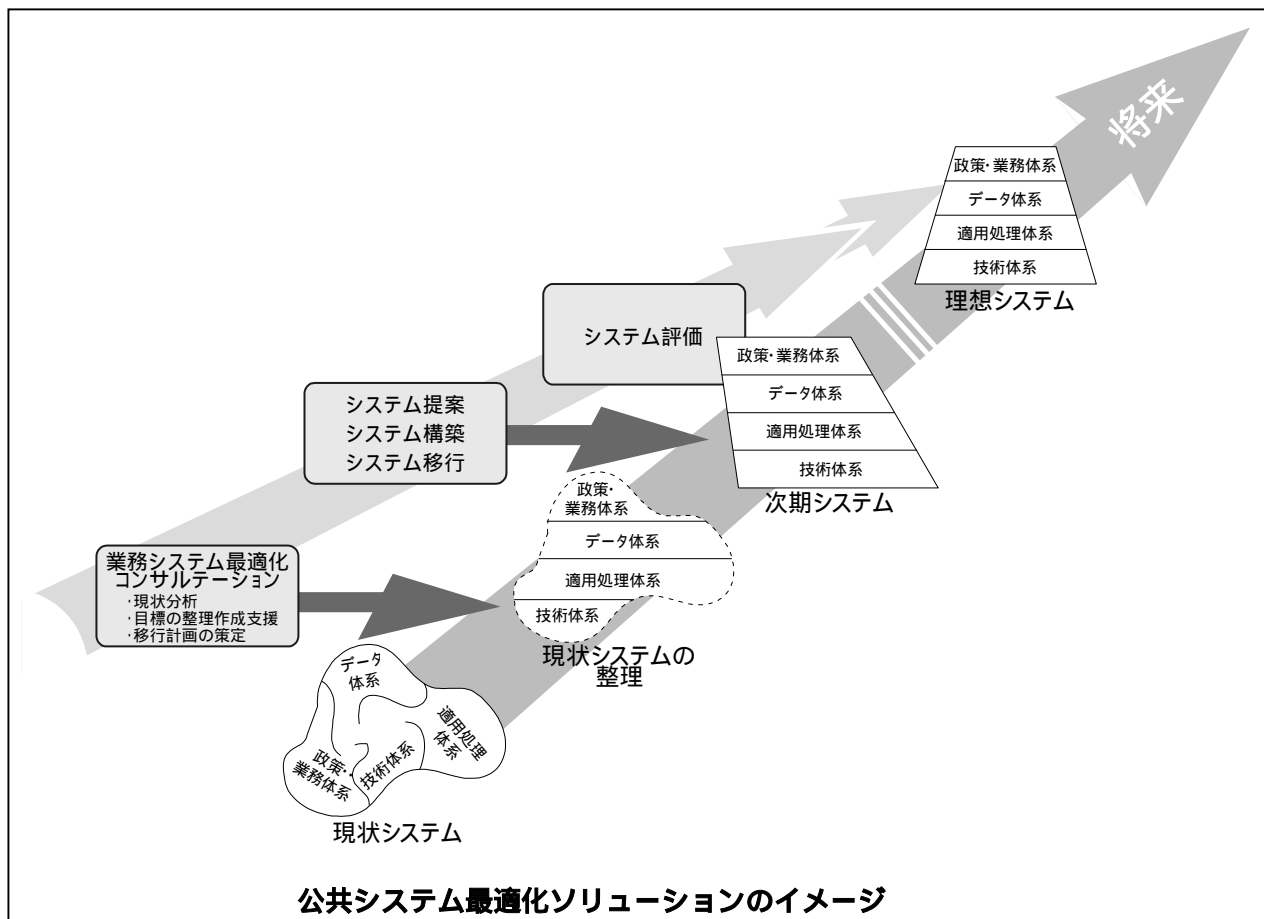 将来
政策・業務体系
データ体系
適用処理体系
技術体系
理想システム
システム評価
政策・業務体系
データ体系
適用処理体系
技術体系
次期システム
システム提案
システム構築
システム移行
政策・
業務体系
データ体系
適用処理体系
技術体系
現状システムの
整理
業務システム最適化
コンサルテーション
・現状分析
・目標の整理作成支援
・移行計画の策定
データ
体系
適用処理
体系
政策・・
業務体系
技術体系
現状システム
公共システム最適化ソリューションのイメージ